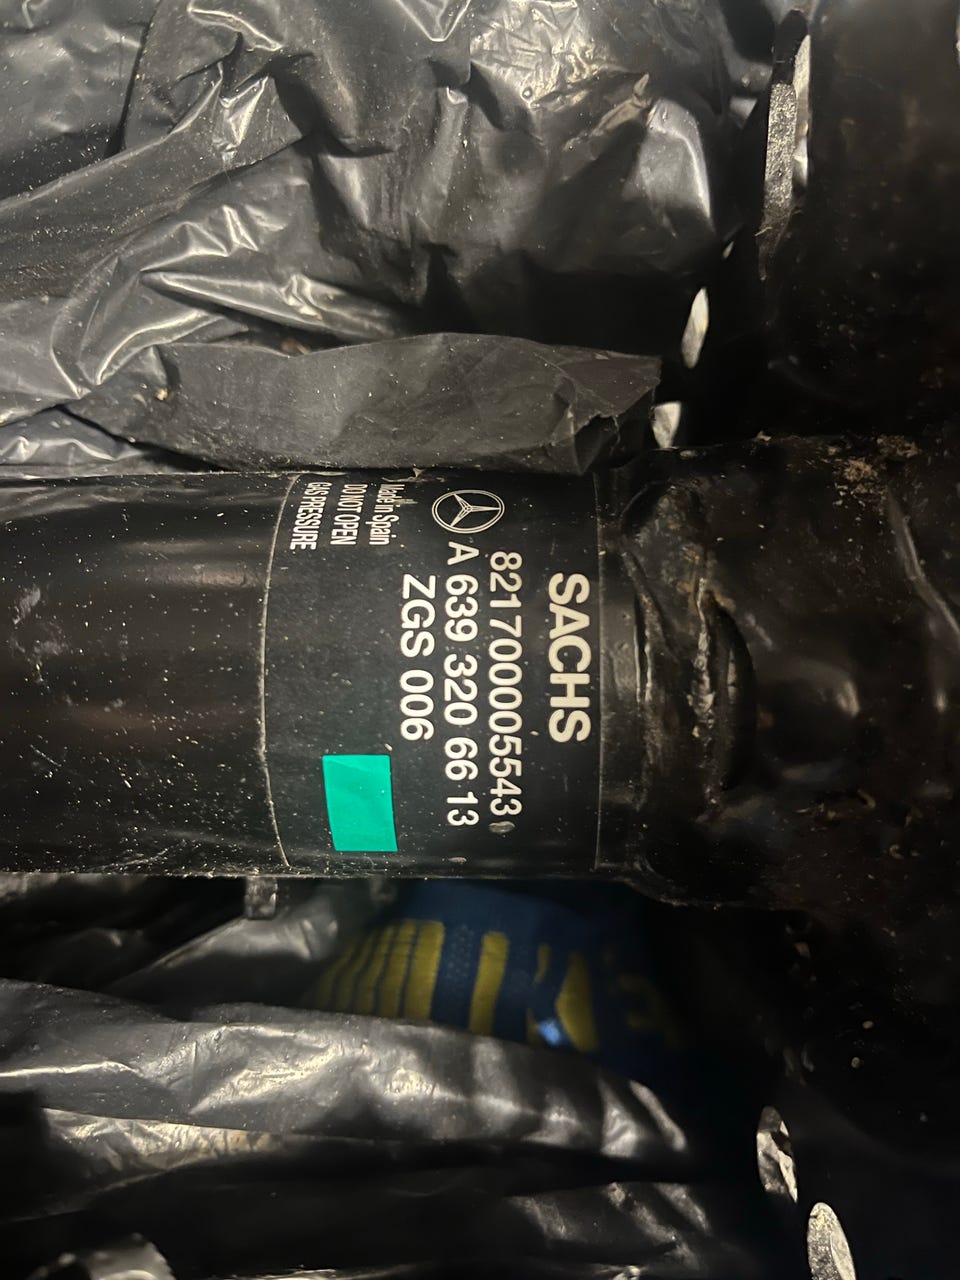 SACHS
821700005543
A 639 320 66 13
ZGS 006
Made in Spain
DO NOT OPEN
GAS PRESSURE